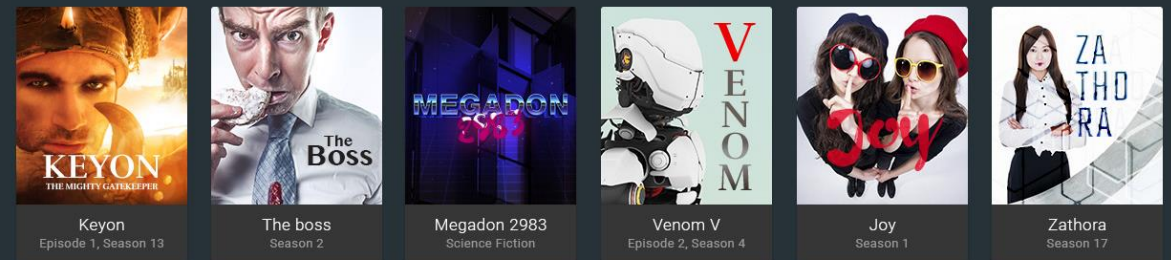 KEYON
THE MIGHTY GATEKEEPER
Keyon
Episode 1, Season 13
The
Boss
The boss
Season 2
MEGADON
2983
Megadon 2983
Science Fiction
VENOM
Venom V
Episode 2, Season 4
Joy
Joy
Season 1
ZA
THO
RA
Zathora
Season 17